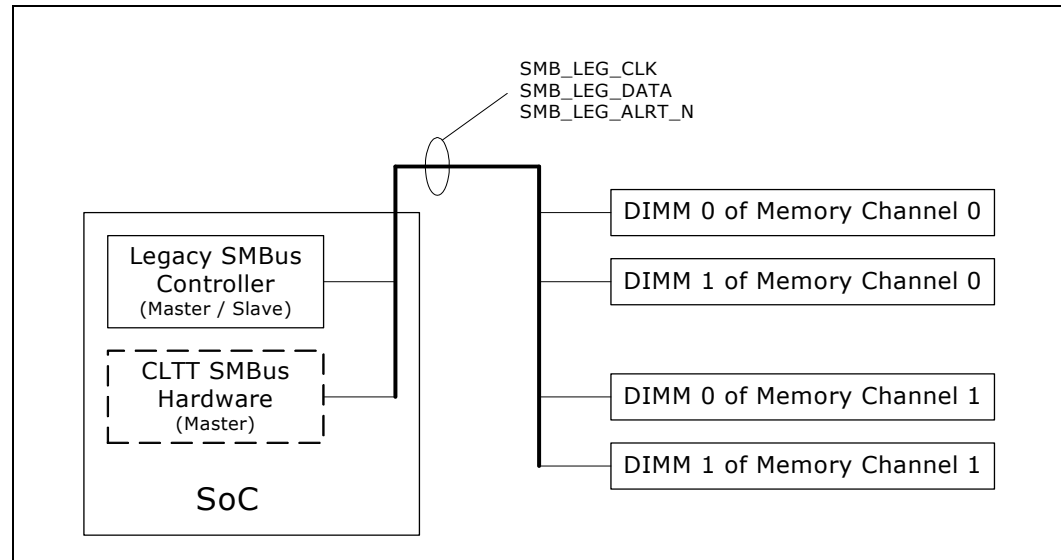 SMB_LEG_CLK
SMB_LEG_DATA
SMB_LEG_ALRT_N
DIMM 0 of Memory Channel 0
Legacy SMBus
Controller
(Master / Slave)
DIMM 1 of Memory Channel 0
CLTT SMBus
Hardware
(Master)
DIMM 0 of Memory Channel 1
DIMM 1 of Memory Channel 1
SoC